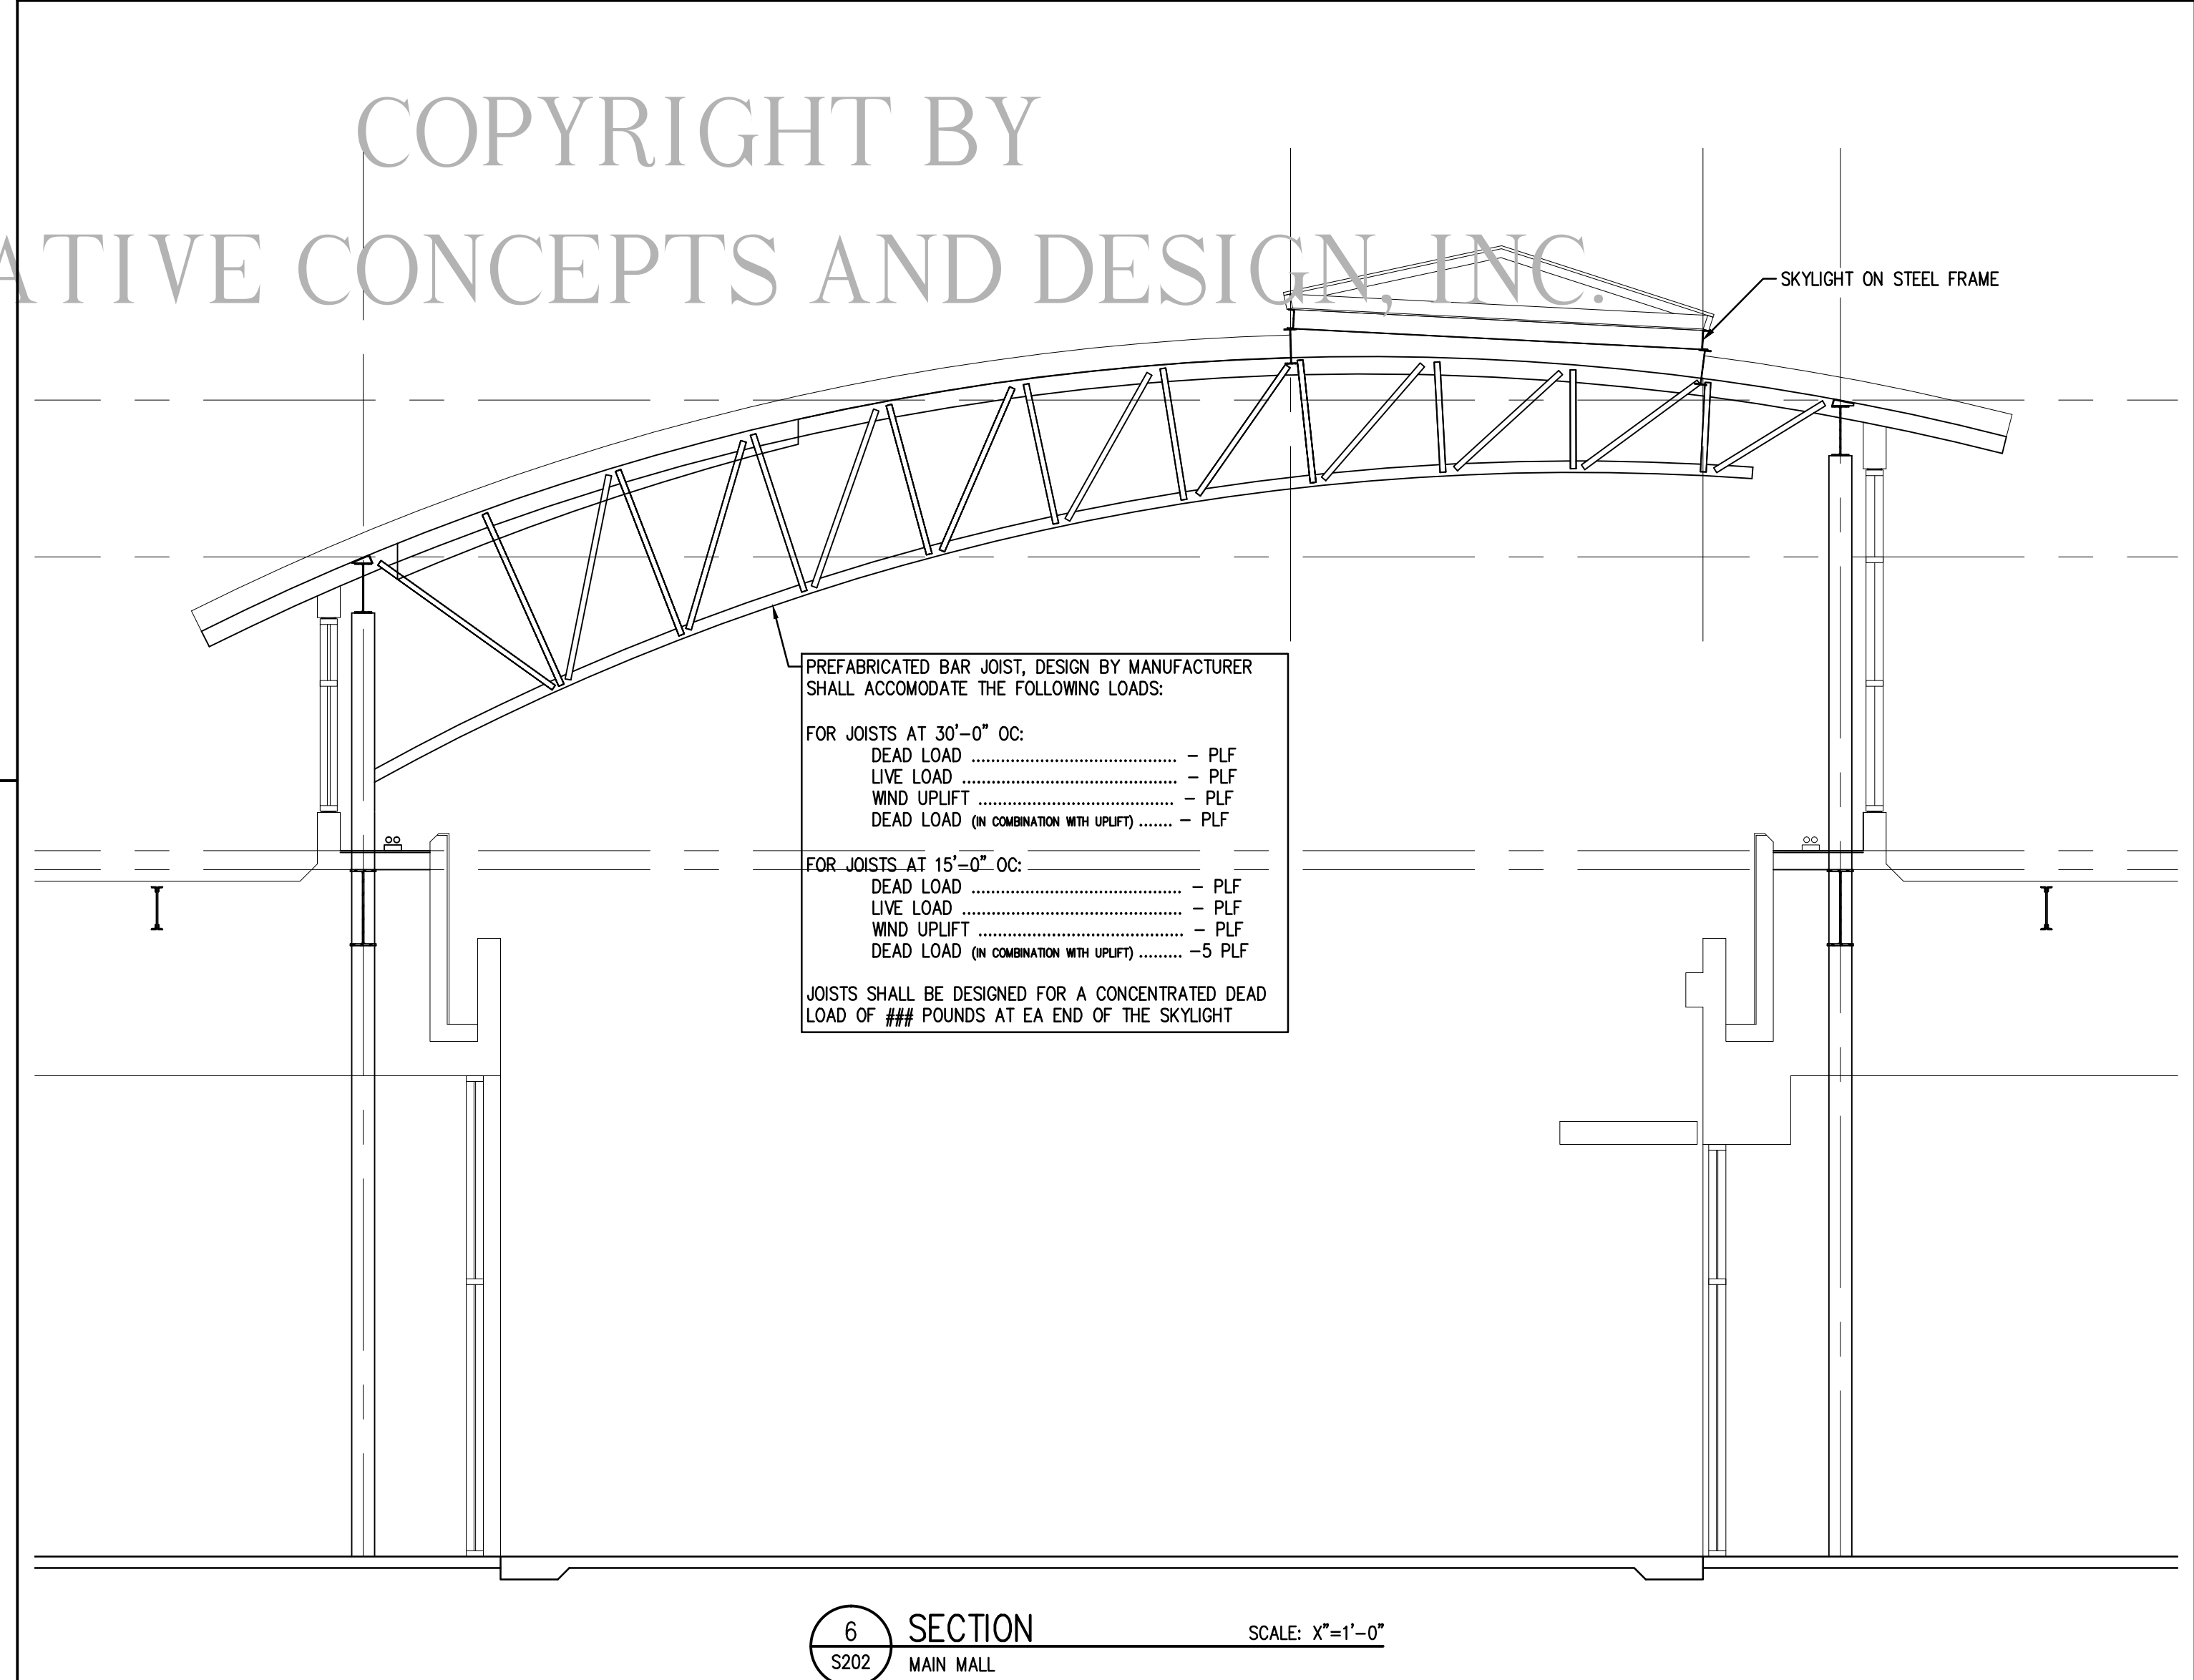 COPYRIGHT BY
ATIVE CONCEPTS AND DESIGN, INC.
SKYLIGHT ON STEEL FRAME
PREFABRICATED BAR JOIST, DESIGN BY MANUFACTURER
SHALL ACCOMODATE THE FOLLOWING LOADS:
FOR JOISTS AT 30'-0" OC:
DEAD LOAD ............................................ - PLF
LIVE LOAD .............................................. - PLF
WIND UPLIFT .......................................... - PLF
DEAD LOAD (IN COMBINATION WITH UPLIFT) ....... - PLF
FOR JOISTS AT 15'-0" OC:
DEAD LOAD ............................................. - PLF
LIVE LOAD ............................................... - PLF
WIND UPLIFT ............................................ - PLF
DEAD LOAD (IN COMBINATION WITH UPLIFT) ......... -5 PLF
JOISTS SHALL BE DESIGNED FOR A CONCENTRATED DEAD
LOAD OF ### POUNDS AT EA END OF THE SKYLIGHT
6
S202
SECTION
SCALE: X"=1'-0"
MAIN MALL